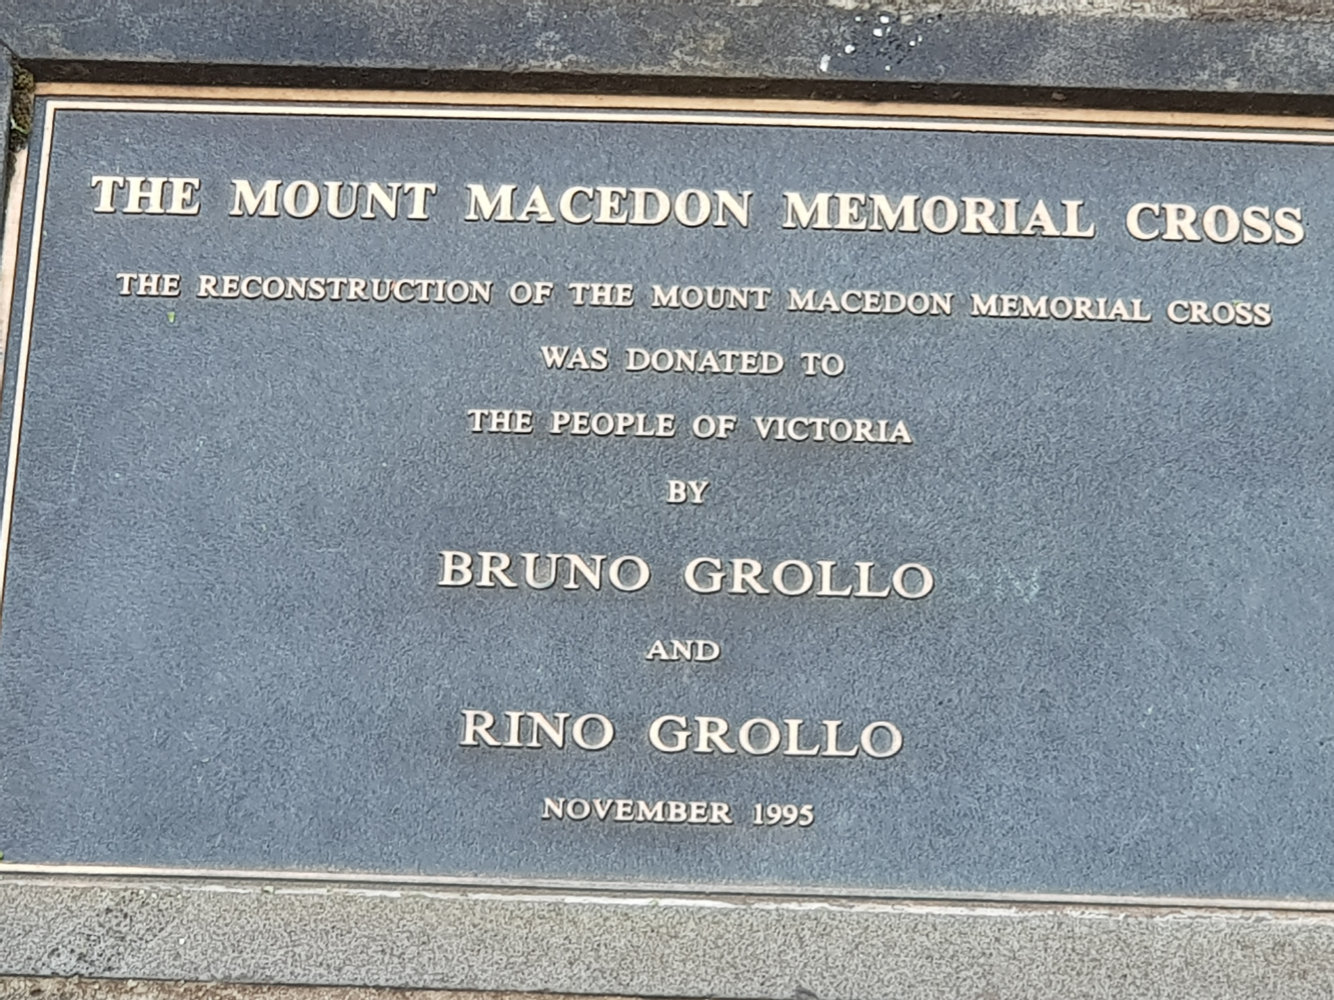 THE MOUNT MACEDON MEMORIAL CROSS
THE RECONSTRUCTION OF THE MOUNT MACEDON MEMORIAL CROSS
WAS DONATED TO
THE PEOPLE OF VICTORIA
BY
BRUNO GROLLO
AND
RINO GROLLO
NOVEMBER 1995